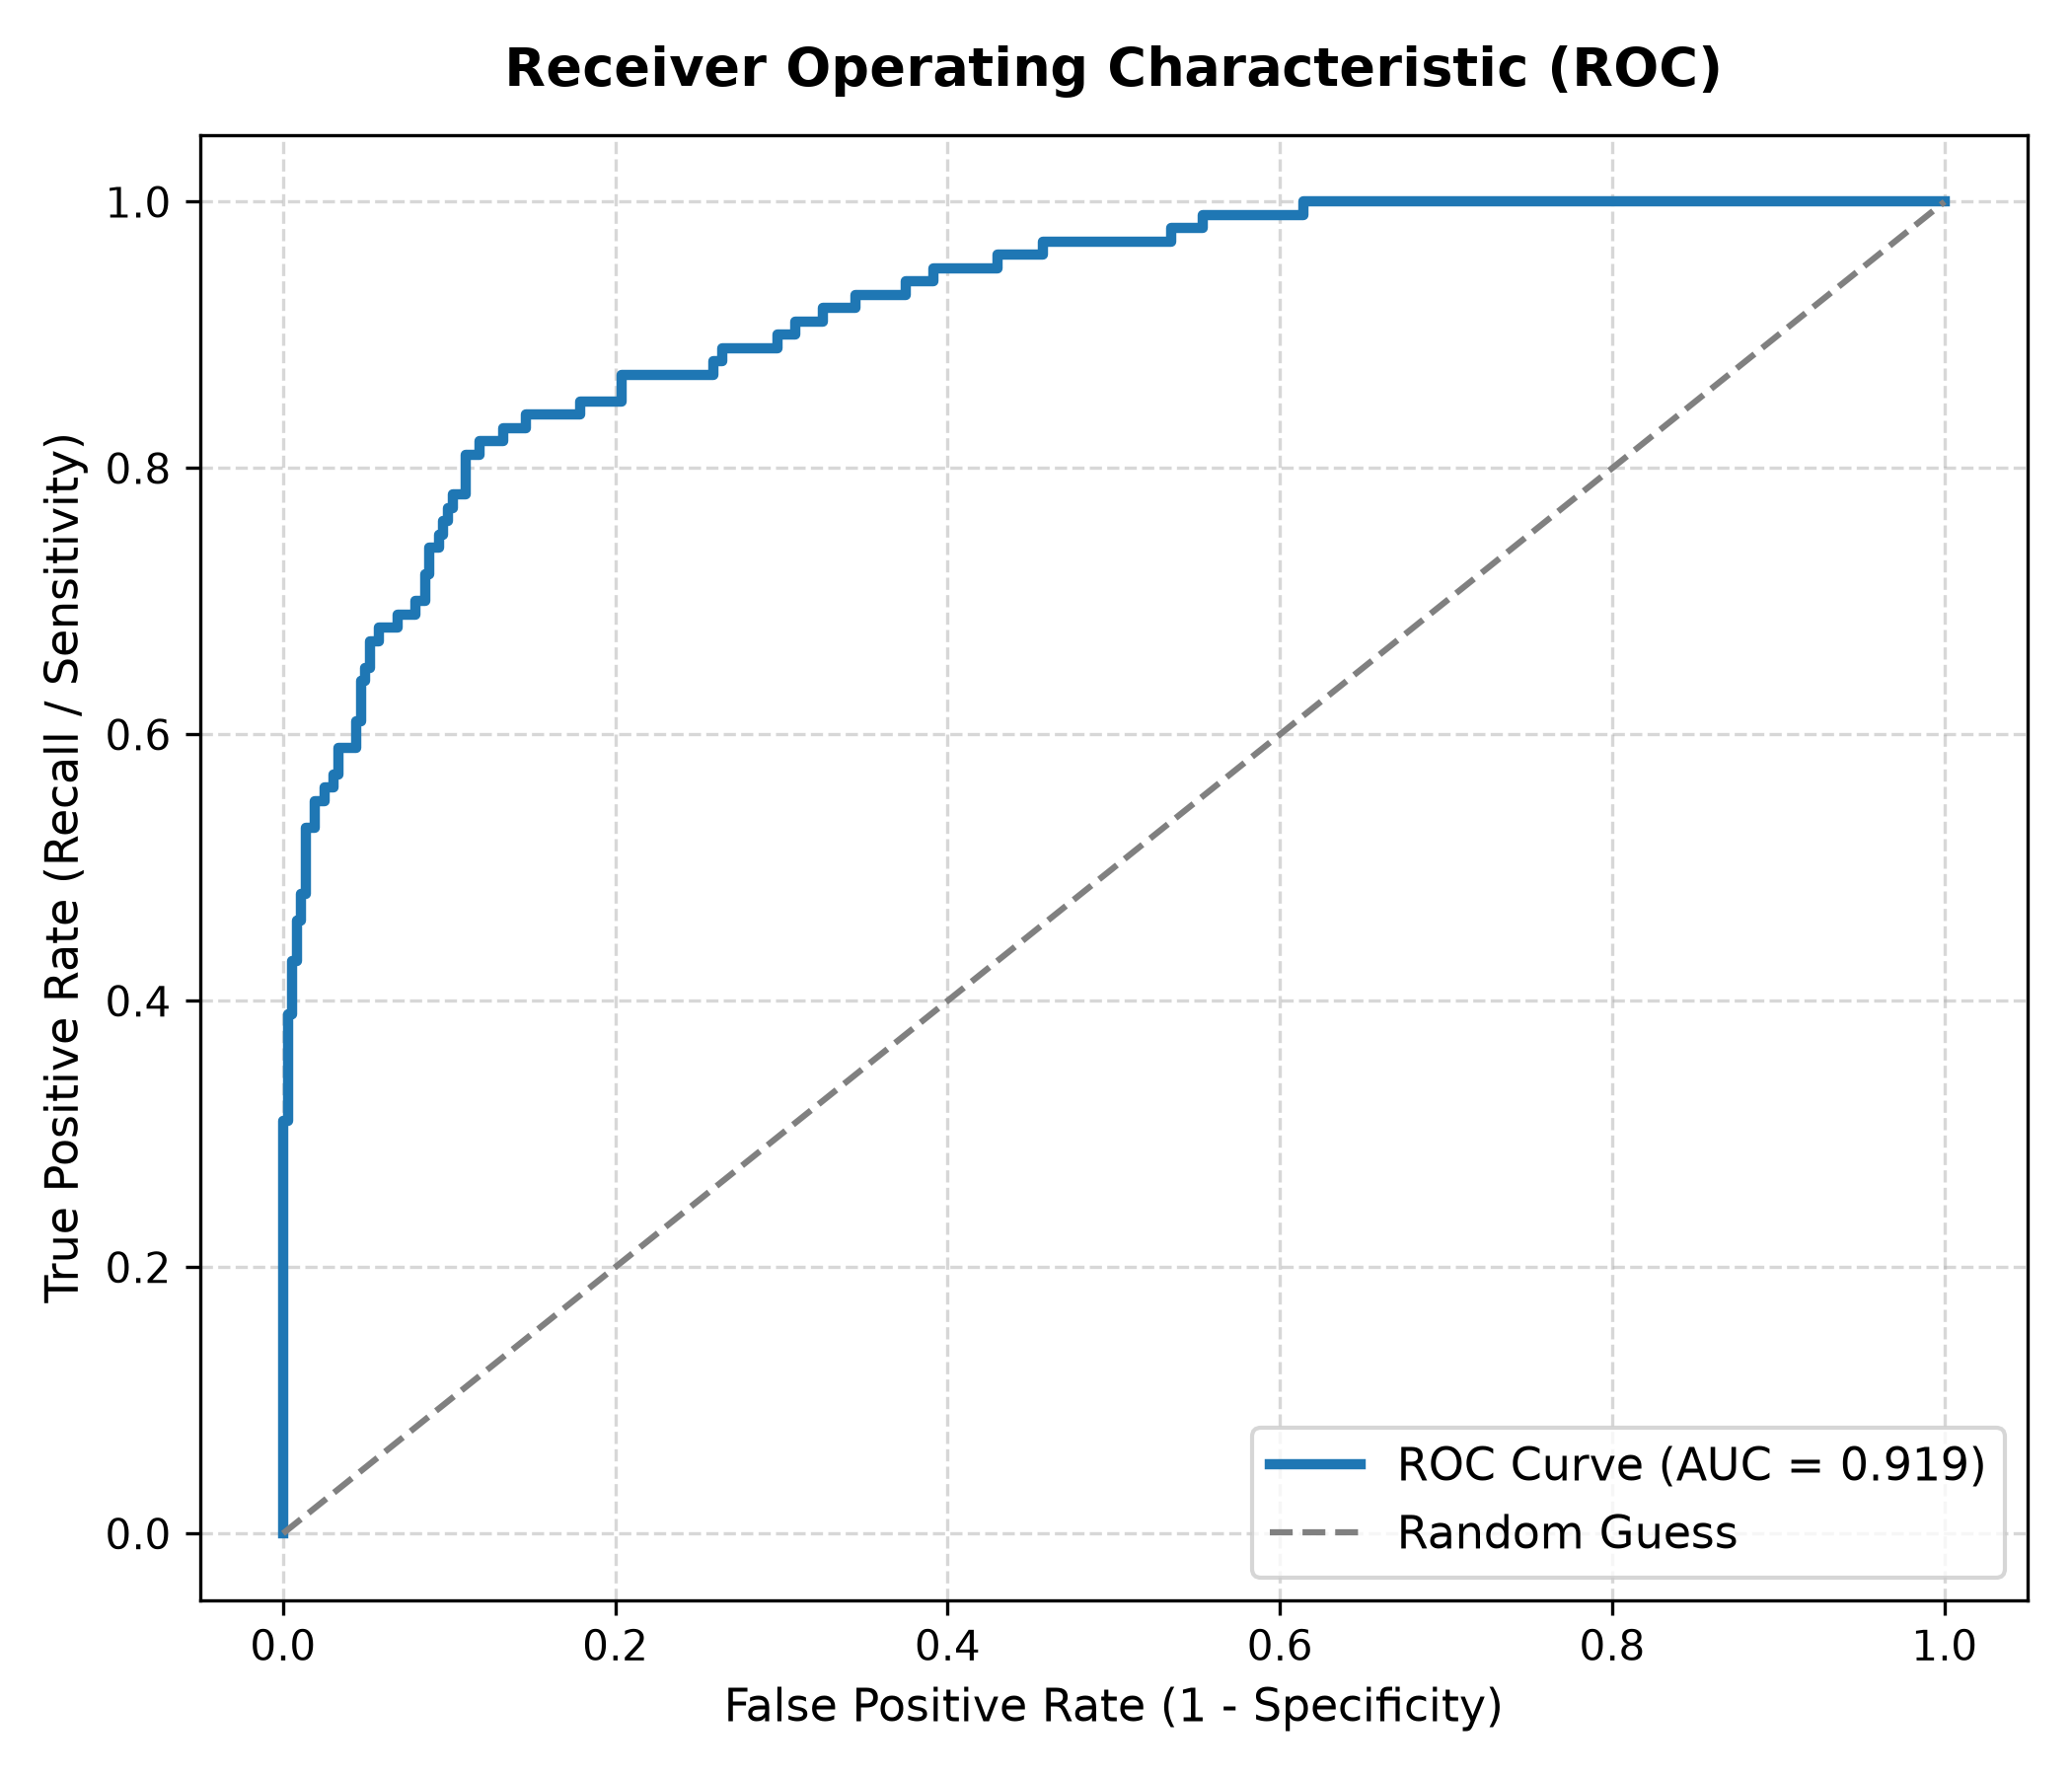 Receiver Operating Characteristic (ROC)
True Positive Rate (Recall / Sensitivity)
1.0
0.8
0.6
0.4
0.2
0.0
0.0 0.2 0.4 0.6 0.8 1.0
False Positive Rate (1 - Specificity)
ROC Curve (AUC = 0.919)
Random Guess